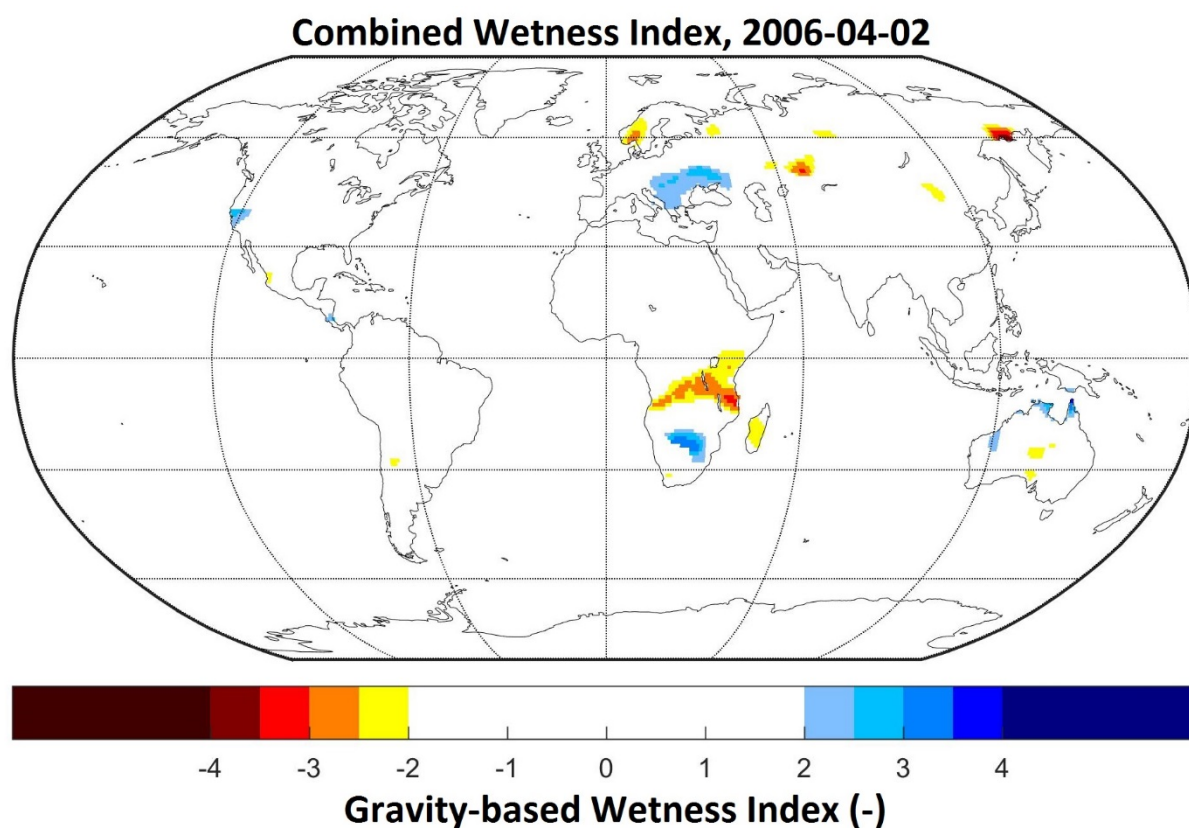 Combined Wetness Index, 2006-04-02
-4 -3 -2 -1 0 1 2 3 4
Gravity-based Wetness Index (-)